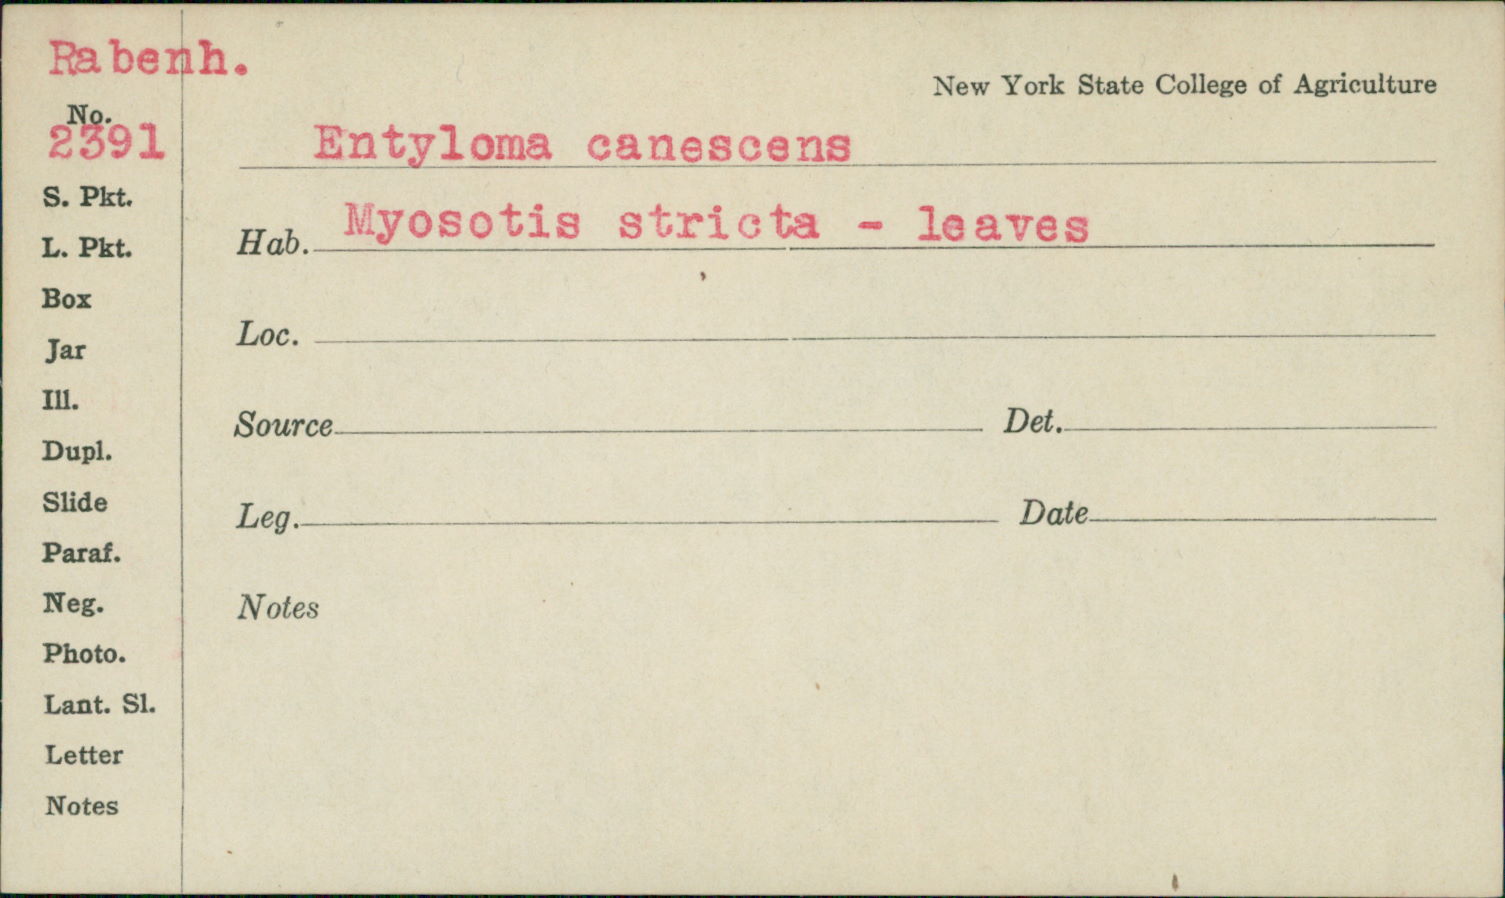 Rabenh.
New York State College of Agriculture
No.
2391
Entyloma canescens
S. Pkt.
Hab. Myosotis stricta - leaves
L. Pkt.
Box
Loc.
Jar
Ill.
Source Det.
Dupl.
Slide
Leg. Date
Paraf.
Neg.
Notes
Photo.
Lant. Sl.
Letter
Notes